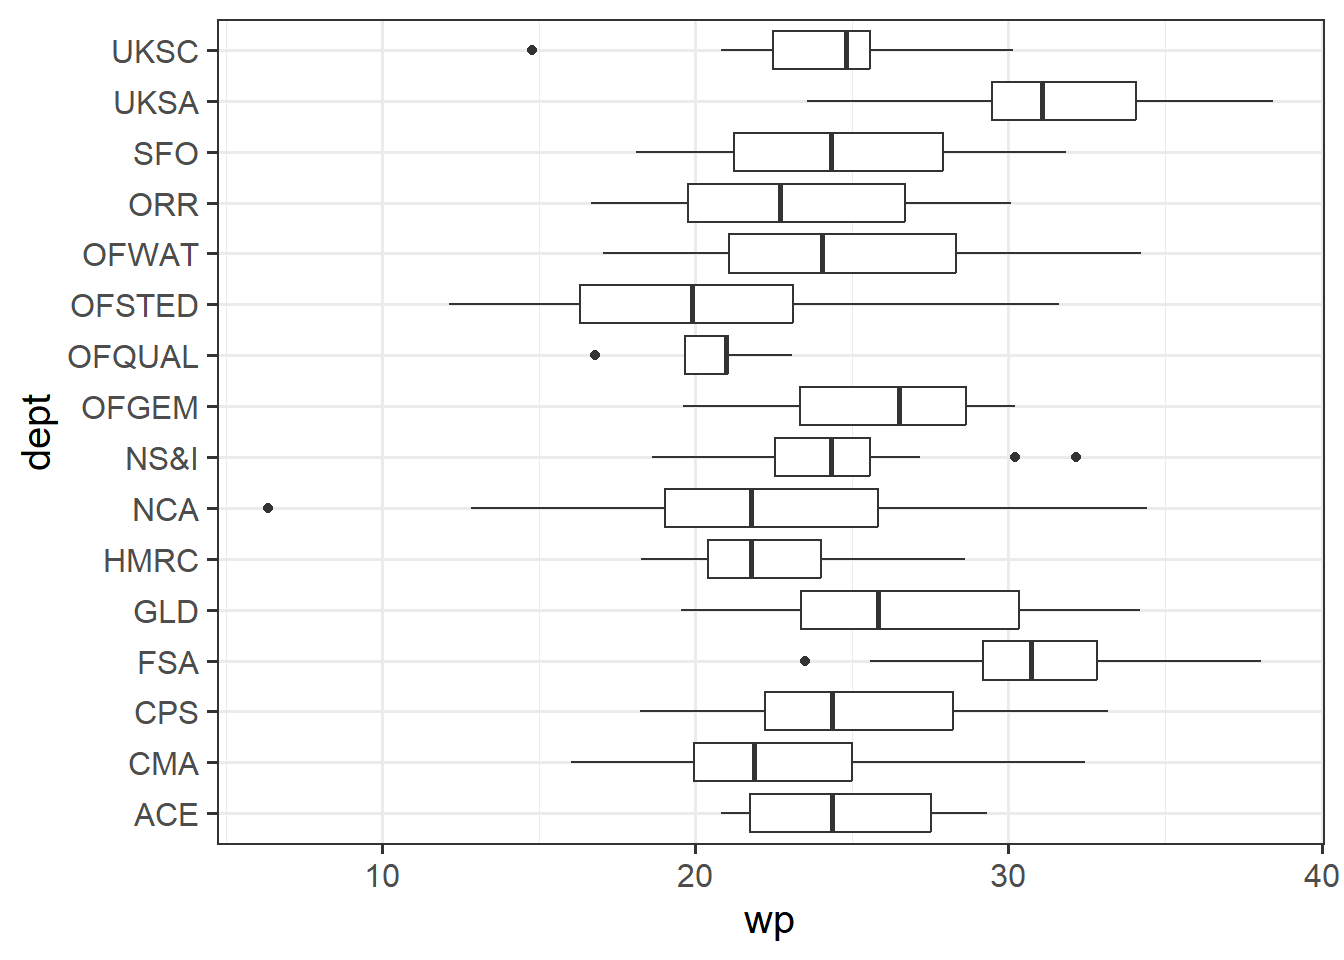 UKSC
UKSA
SFO
ORR
OFWAT
OFSTED
OFQUAL
OFGEM
NS&I
NCA
HMRC
GLD
FSA
CPS
CMA
ACE
dept
10 20 30 40
wp